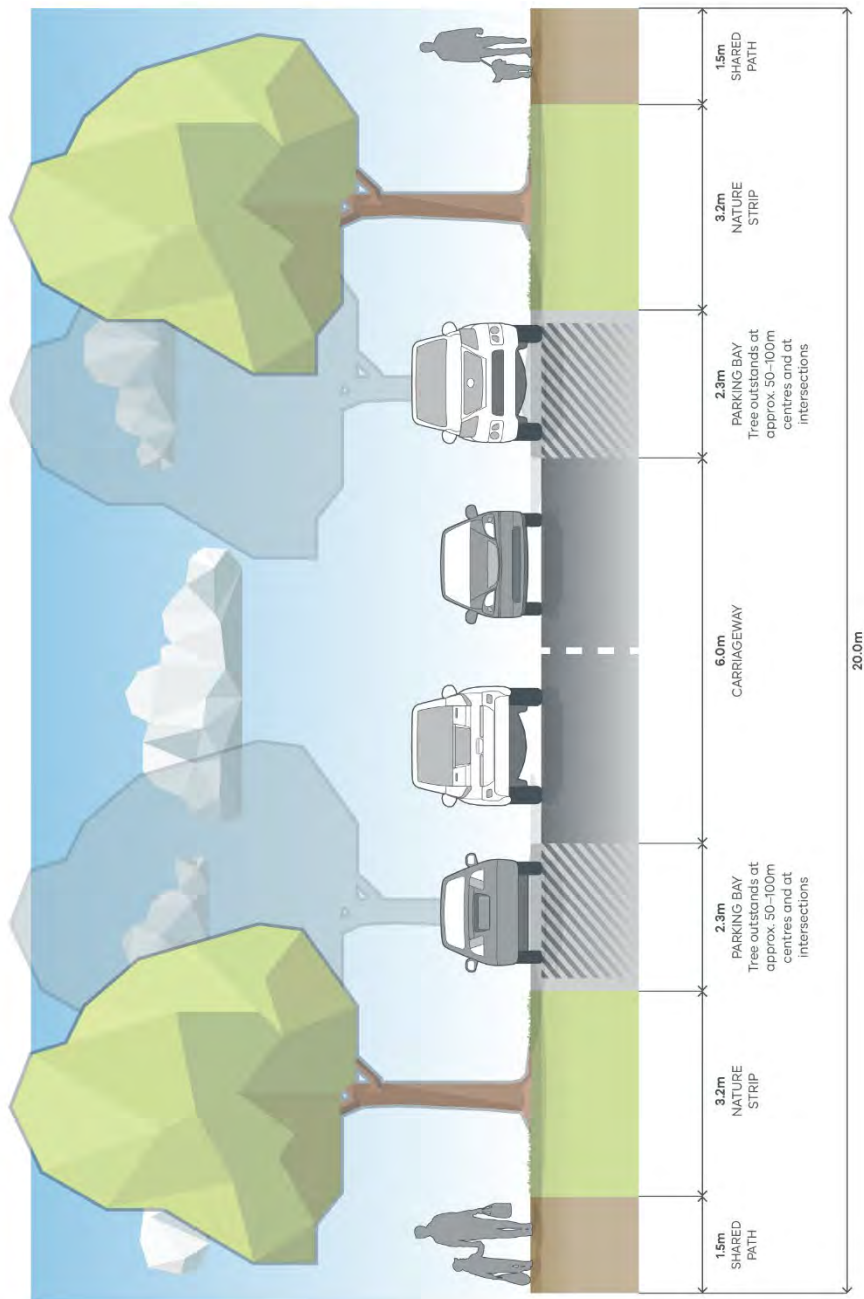 1.5m
SHARED
PATH
3.2m
NATURE
STRIP
2.3m
PARKING BAY
Tree outstands at
approx. 50–100m
centres and at
intersections
6.0m
CARRIAGEWAY
2.3m
PARKING BAY
Tree outstands at
approx. 50–100m
centres and at
intersections
3.2m
NATURE
STRIP
1.5m
SHARED
PATH
20.0m